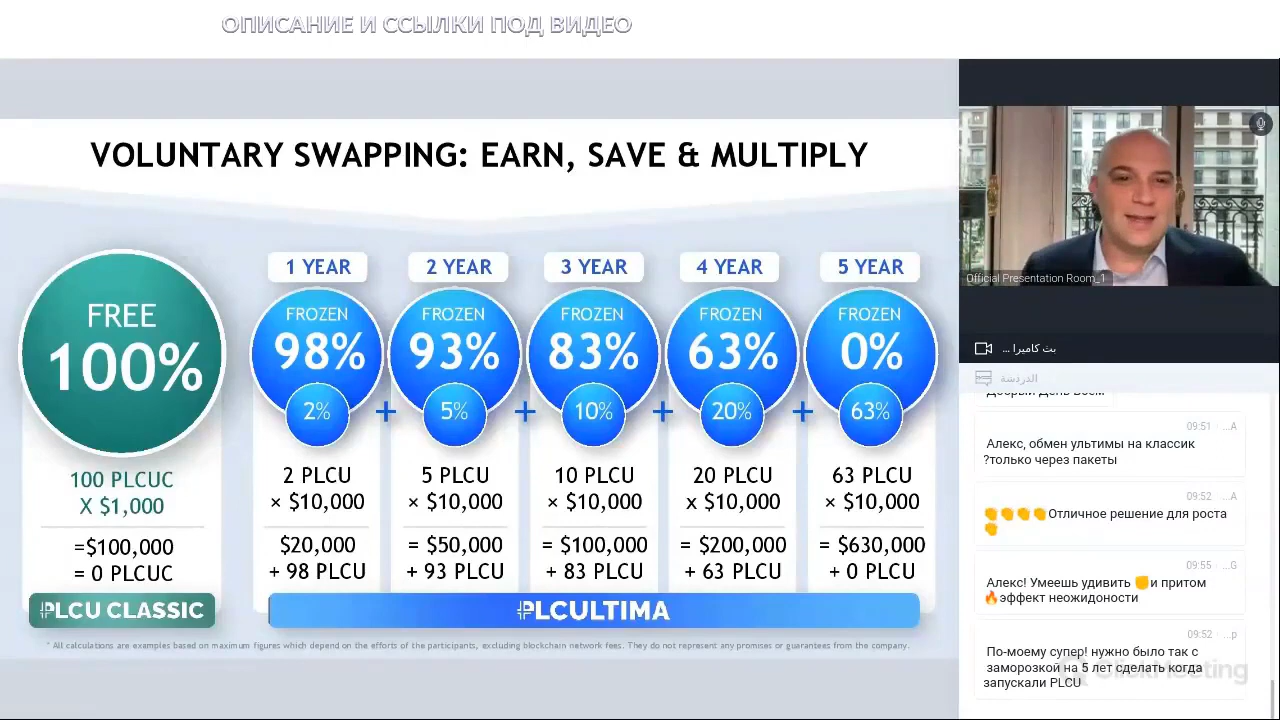 ОПИСАНИЕ И ССЫЛКИ ПОД ВИДЕО
VOLUNTARY SWAPPING: EARN, SAVE & MULTIPLY
FREE
100%
100 PLCUC
X $1,000
=$100,000
= 0 PLCUC
PLCU CLASSIC
1 YEAR
FROZEN
98%
2%
2 PLCU
× $10,000
$20,000
+ 98 PLCU
+
2 YEAR
FROZEN
93%
5%
5 PLCU
× $10,000
= $50,000
+ 93 PLCU
+
3 YEAR
FROZEN
83%
10%
10 PLCU
× $10,000
= $100,000
+ 83 PLCU
+
4 YEAR
FROZEN
63%
20%
20 PLCU
x $10,000
= $200,000
+ 63 PLCU
+
5 YEAR
FROZEN
0%
63%
63 PLCU
× $10,000
= $630,000
+ 0 PLCU
PLCULTIMA
* All calculations are examples based on maximum figures which depend on the efforts of the participants, excluding blockchain network fees. They do not represent any promises or guarantees from the company.
Official Presentation Room_1
بث كاميرا ...
الدردشة
Добрый День Всем
09:51 ...A
Алекс, обмен ультимы на классик
?только через пакеты
09:52 ...A
👏👏👏👏Отличное решение для роста
👏
09:55 ...G
Алекс! Умеешь удивить ✊и притом
🔥эффект неожидоности
09:52 ...p
По-моему супер! нужно было так с
заморозкой на 5 лет сделать когда
запускали PLCU
ClickMeeting